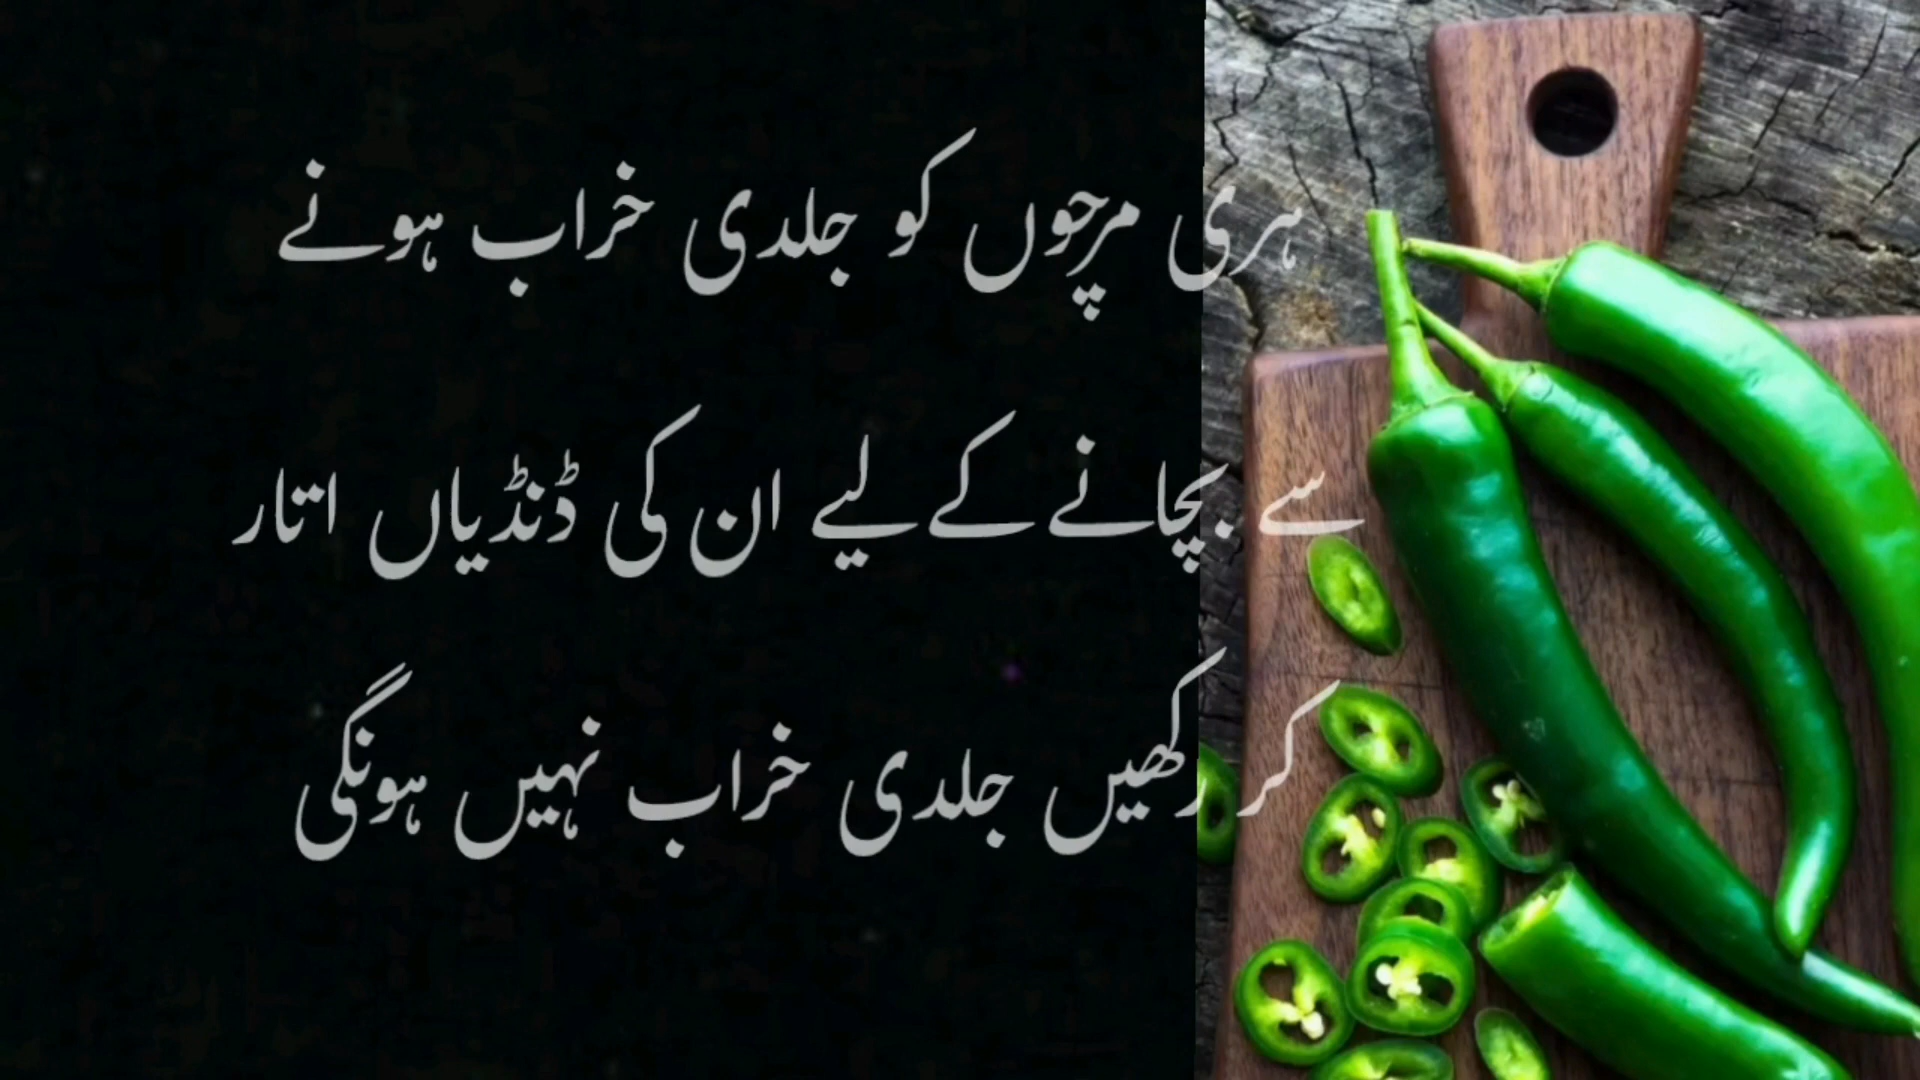 ہری مرچوں کو جلدی خراب ہونے
سے بچانے کے لیے ان کی ڈنڈیاں اتار
کر رکھیں جلدی خراب نہیں ہونگی